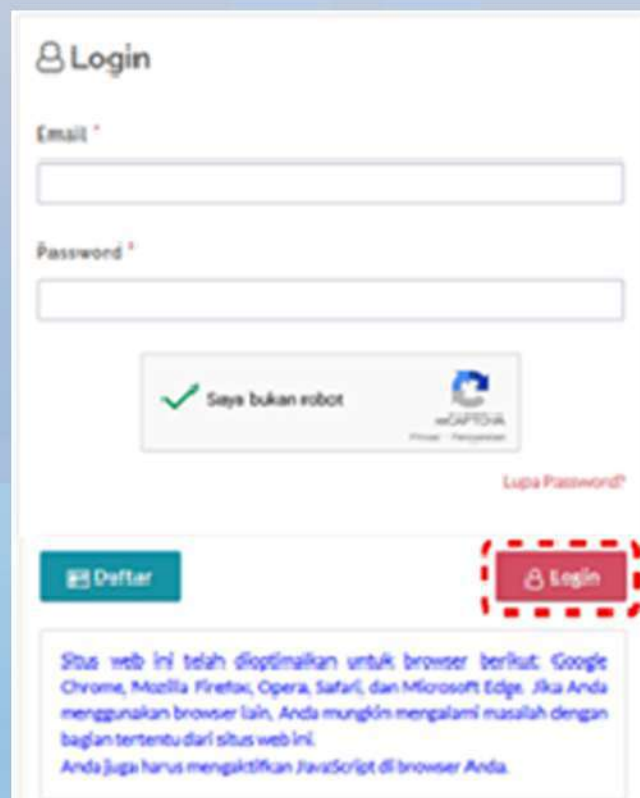 Login
Email *
Password *
Saya bukan robot
reCAPTCHA
Privasi - Persyaratan
Lupa Password?
Daftar
Login
Situs web ini telah dioptimalkan untuk browser berikut: Google
Chrome, Mozilla Firefox, Opera, Safari, dan Microsoft Edge. Jika Anda
menggunakan browser lain, Anda mungkin mengalami masalah dengan
bagian tertentu dari situs web ini.
Anda juga harus mengaktifkan JavaScript di browser Anda.